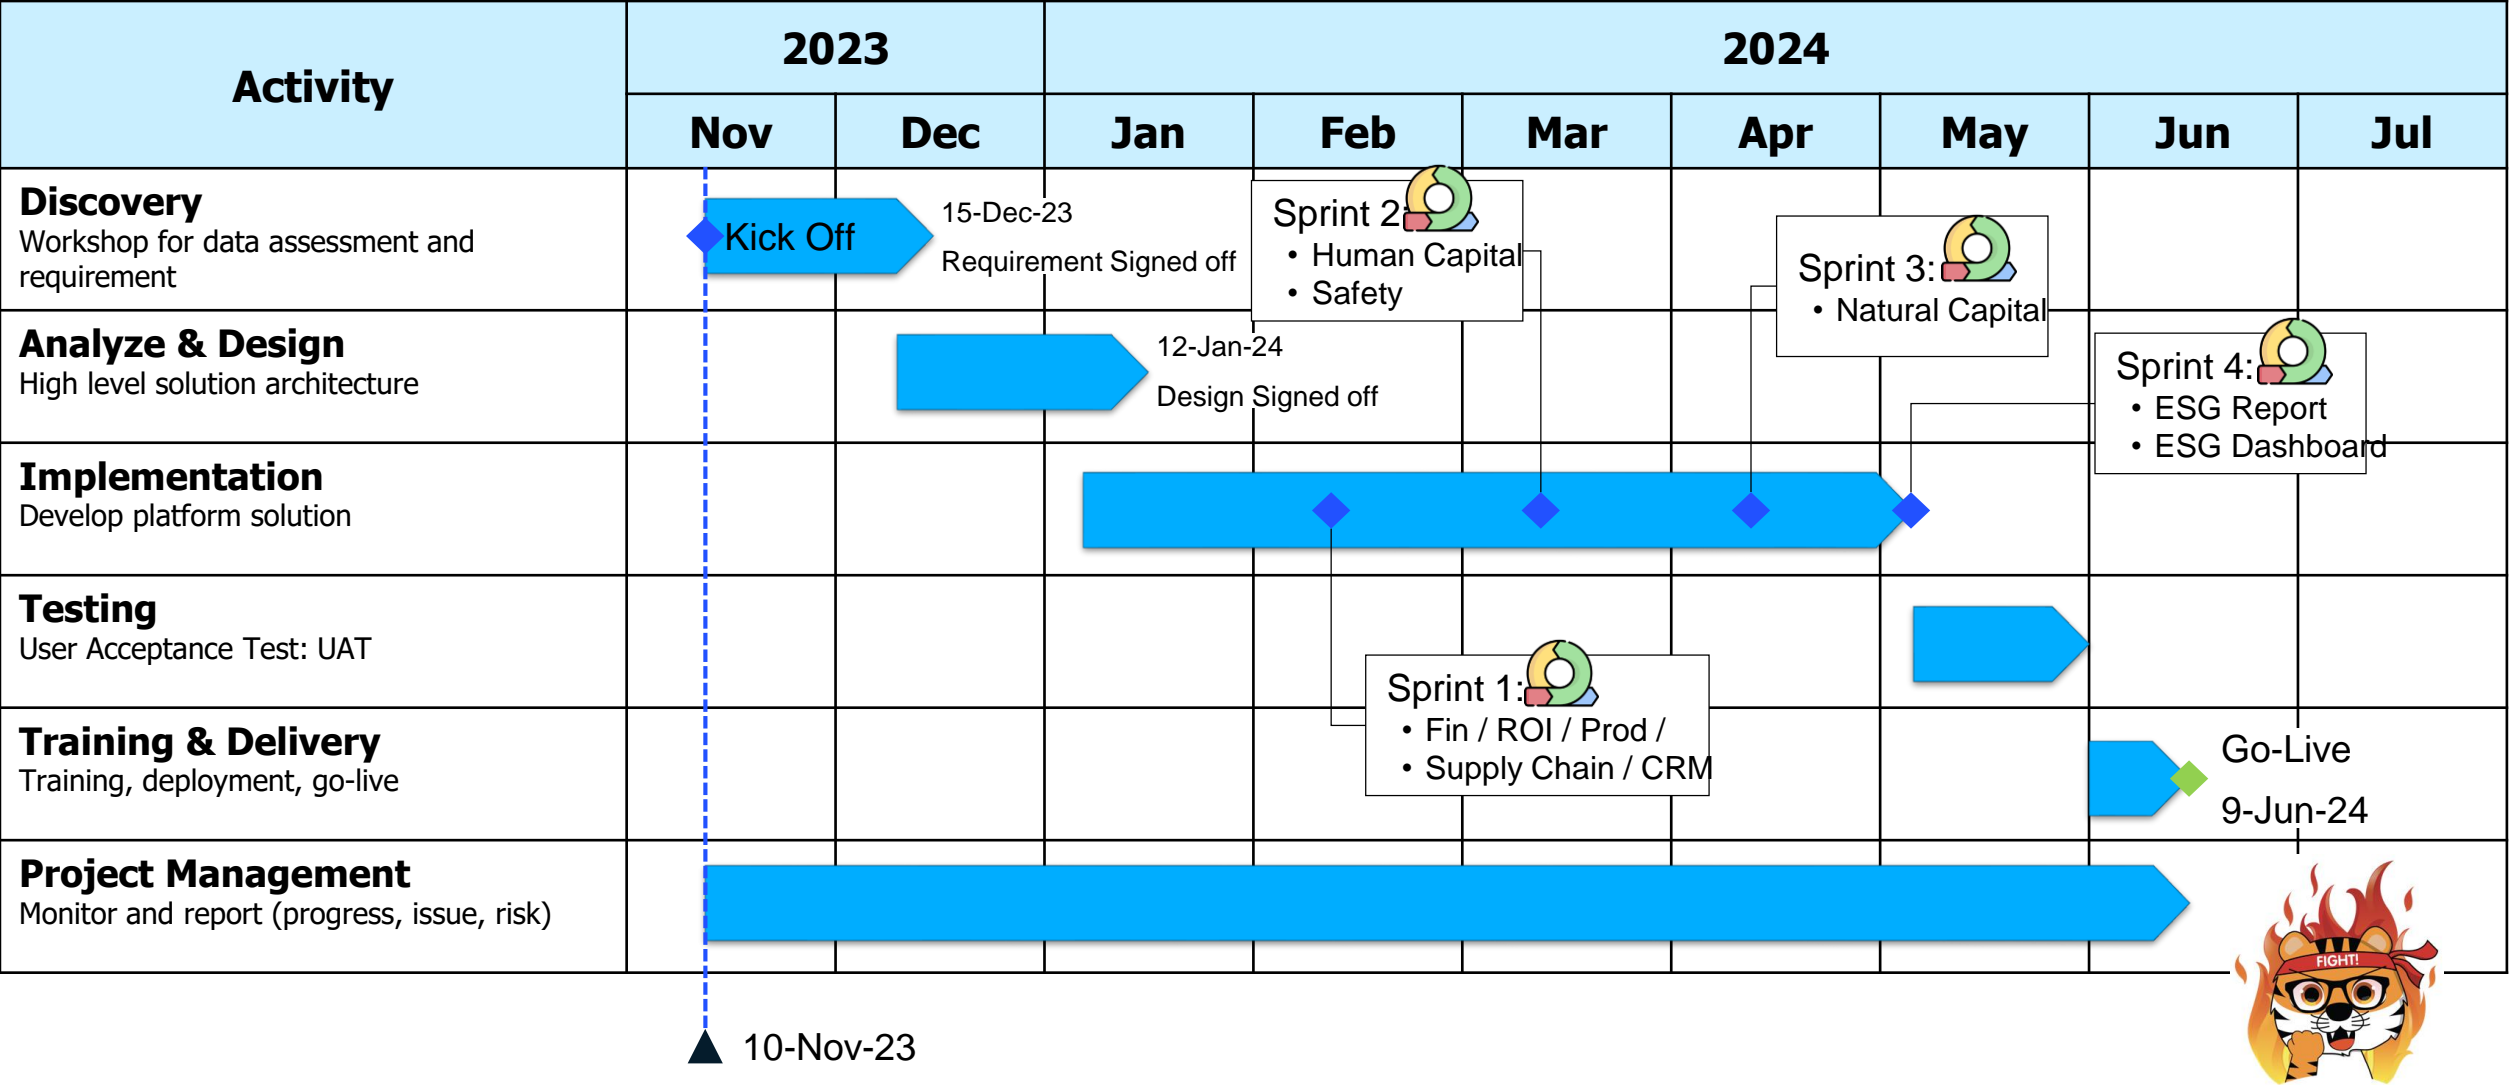 Activity
2023
2024
Nov
Dec
Jan
Feb
Mar
Apr
May
Jun
Jul
Discovery
Workshop for data assessment and
requirement
Kick Off
15-Dec-23
Requirement Signed off
Sprint 2:
• Human Capital
• Safety
Sprint 3:
• Natural Capital
Analyze & Design
High level solution architecture
12-Jan-24
Design Signed off
Sprint 4:
• ESG Report
• ESG Dashboard
Implementation
Develop platform solution
Testing
User Acceptance Test: UAT
Sprint 1:
• Fin / ROI / Prod /
• Supply Chain / CRM
Training & Delivery
Training, deployment, go-live
Go-Live
9-Jun-24
Project Management
Monitor and report (progress, issue, risk)
FIGHT!
10-Nov-23